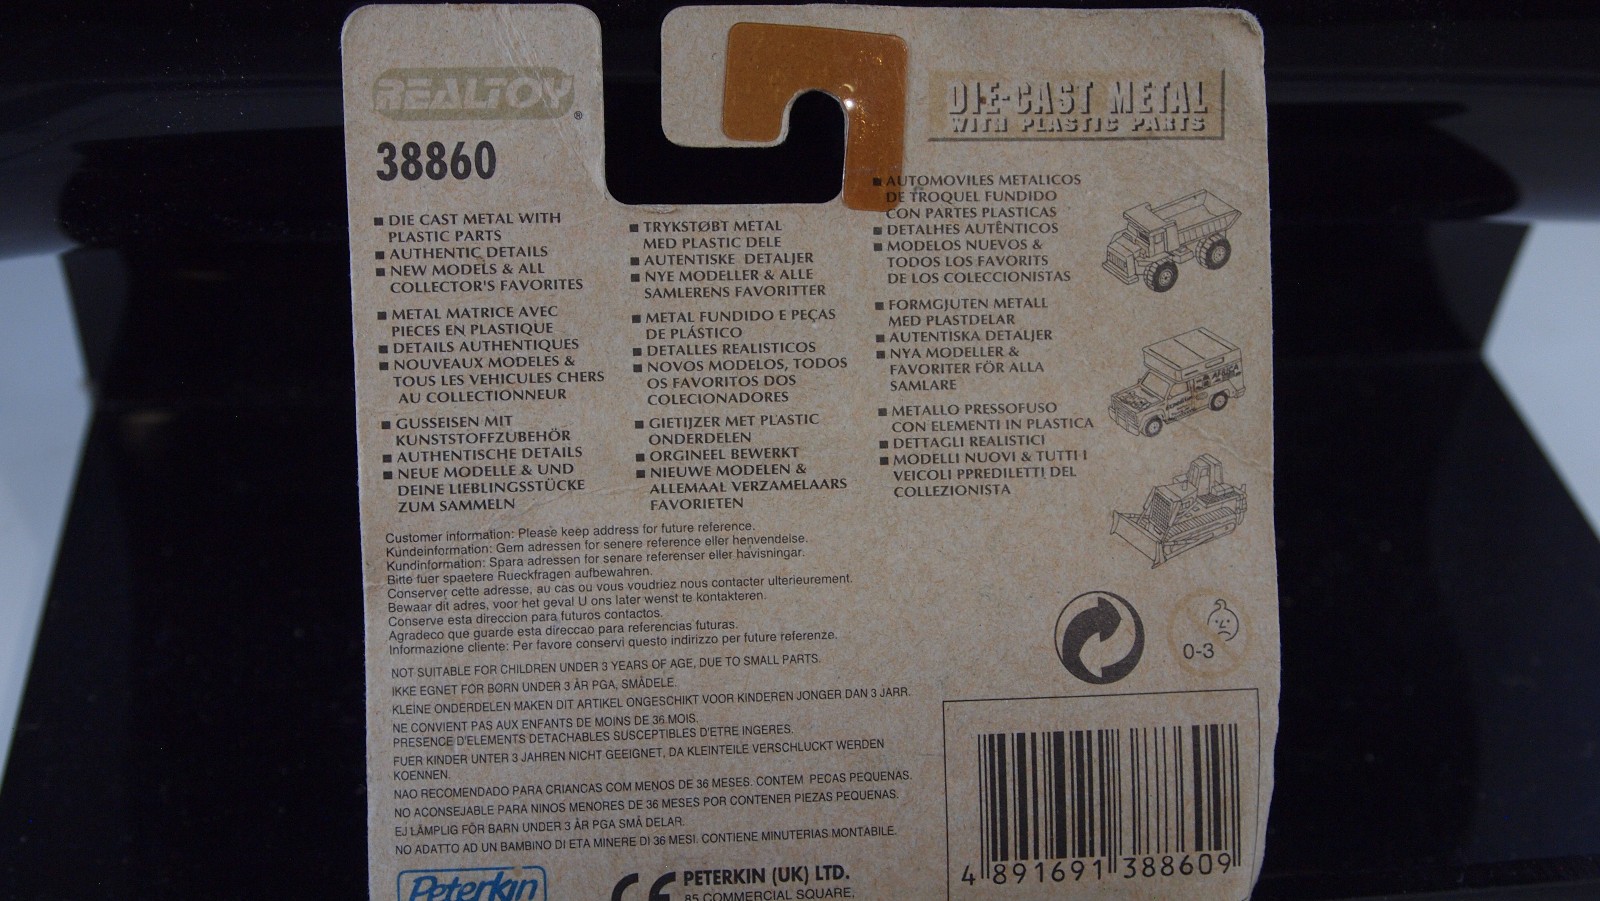 REALTOY
®
38860
DIE-CAST METAL
WITH PLASTIC PARTS
■ DIE CAST METAL WITH
PLASTIC PARTS
■ AUTHENTIC DETAILS
■ NEW MODELS & ALL
COLLECTOR'S FAVORITES
■ METAL MATRICE AVEC
PIECES EN PLASTIQUE
■ DETAILS AUTHENTIQUES
■ NOUVEAUX MODELES &
TOUS LES VEHICULES CHERS
AU COLLECTIONNEUR
■ GUSSEISEN MIT
KUNSTSTOFFZUBEHÖR
■ AUTHENTISCHE DETAILS
■ NEUE MODELLE & UND
DEINE LIEBLINGSSTÜCKE
ZUM SAMMELN
■ TRYKSTØBT METAL
MED PLASTIC DELE
■ AUTENTISKE DETALJER
■ NYE MODELLER & ALLE
SAMLERENS FAVORITTER
■ METAL FUNDIDO E PEÇAS
DE PLÁSTICO
■ DETALLES REALISTICOS
■ NOVOS MODELOS, TODOS
OS FAVORITOS DOS
COLECIONADORES
■ GIETIJZER MET PLASTIC
ONDERDELEN
■ ORGINEEL BEWERKT
■ NIEUWE MODELEN &
ALLEMAAL VERZAMELAARS
FAVORIETEN
■ AUTOMOVILES METALICOS
DE TROQUEL FUNDIDO
CON PARTES PLASTICAS
■ DETALHES AUTÊNTICOS
■ MODELOS NUEVOS &
TODOS LOS FAVORITS
DE LOS COLECCIONISTAS
■ FORMGJUTEN METALL
MED PLASTDELAR
■ AUTENTISKA DETALJER
■ NYA MODELLER &
FAVORITER FÖR ALLA
SAMLARE
■ METALLO PRESSOFUSO
CON ELEMENTI IN PLASTICA
■ DETTAGLI REALISTICI
■ MODELLI NUOVI & TUTTI I
VEICOLI PPREDILETTI DEL
COLLEZIONISTA
Customer information: Please keep address for future reference.
Kundeinformation: Gem adressen for senere reference eller henvendelse.
Kundinformation: Spara adressen for senare referenser eller havisningar.
Bitte fuer spaetere Rueckfragen aufbewahren.
Conserver cette adresse, au cas ou vous voudriez nous contacter ulterieurement.
Bewaar dit adres, voor het geval U ons later wenst te kontakteren.
Conserve esta direccion para futuros contactos.
Agradeco que guarde esta direccao para referencias futuras.
Informazione cliente: Per favore conservi questo indirizzo per future referenze.
NOT SUITABLE FOR CHILDREN UNDER 3 YEARS OF AGE, DUE TO SMALL PARTS.
IKKE EGNET FOR BØRN UNDER 3 ÅR PGA, SMÅDELE.
KLEINE ONDERDELEN MAKEN DIT ARTIKEL ONGESCHIKT VOOR KINDEREN JONGER DAN 3 JARR.
NE CONVIENT PAS AUX ENFANTS DE MOINS DE 36 MOIS.
PRESENCE D'ELEMENTS DETACHABLES SUSCEPTIBLES D'ETRE INGERES.
FUER KINDER UNTER 3 JAHREN NICHT GEEIGNET, DA KLEINTEILE VERSCHLUCKT WERDEN
KOENNEN.
NAO RECOMENDADO PARA CRIANCAS COM MENOS DE 36 MESES. CONTEM PECAS PEQUENAS.
NO ACONSEJABLE PARA NINOS MENORES DE 36 MESES POR CONTENER PIEZAS PEQUENAS.
EJ LÄMPLIG FÖR BARN UNDER 3 ÅR PGA SMÅ DELAR.
NO ADATTO AD UN BAMBINO DI ETA MINERE DI 36 MESI. CONTIENE MINUTERIAS MONTABILE.
0-3
Peterkin
CE
PETERKIN (UK) LTD.
85 COMMERCIAL SQUARE,
4 891691 388609